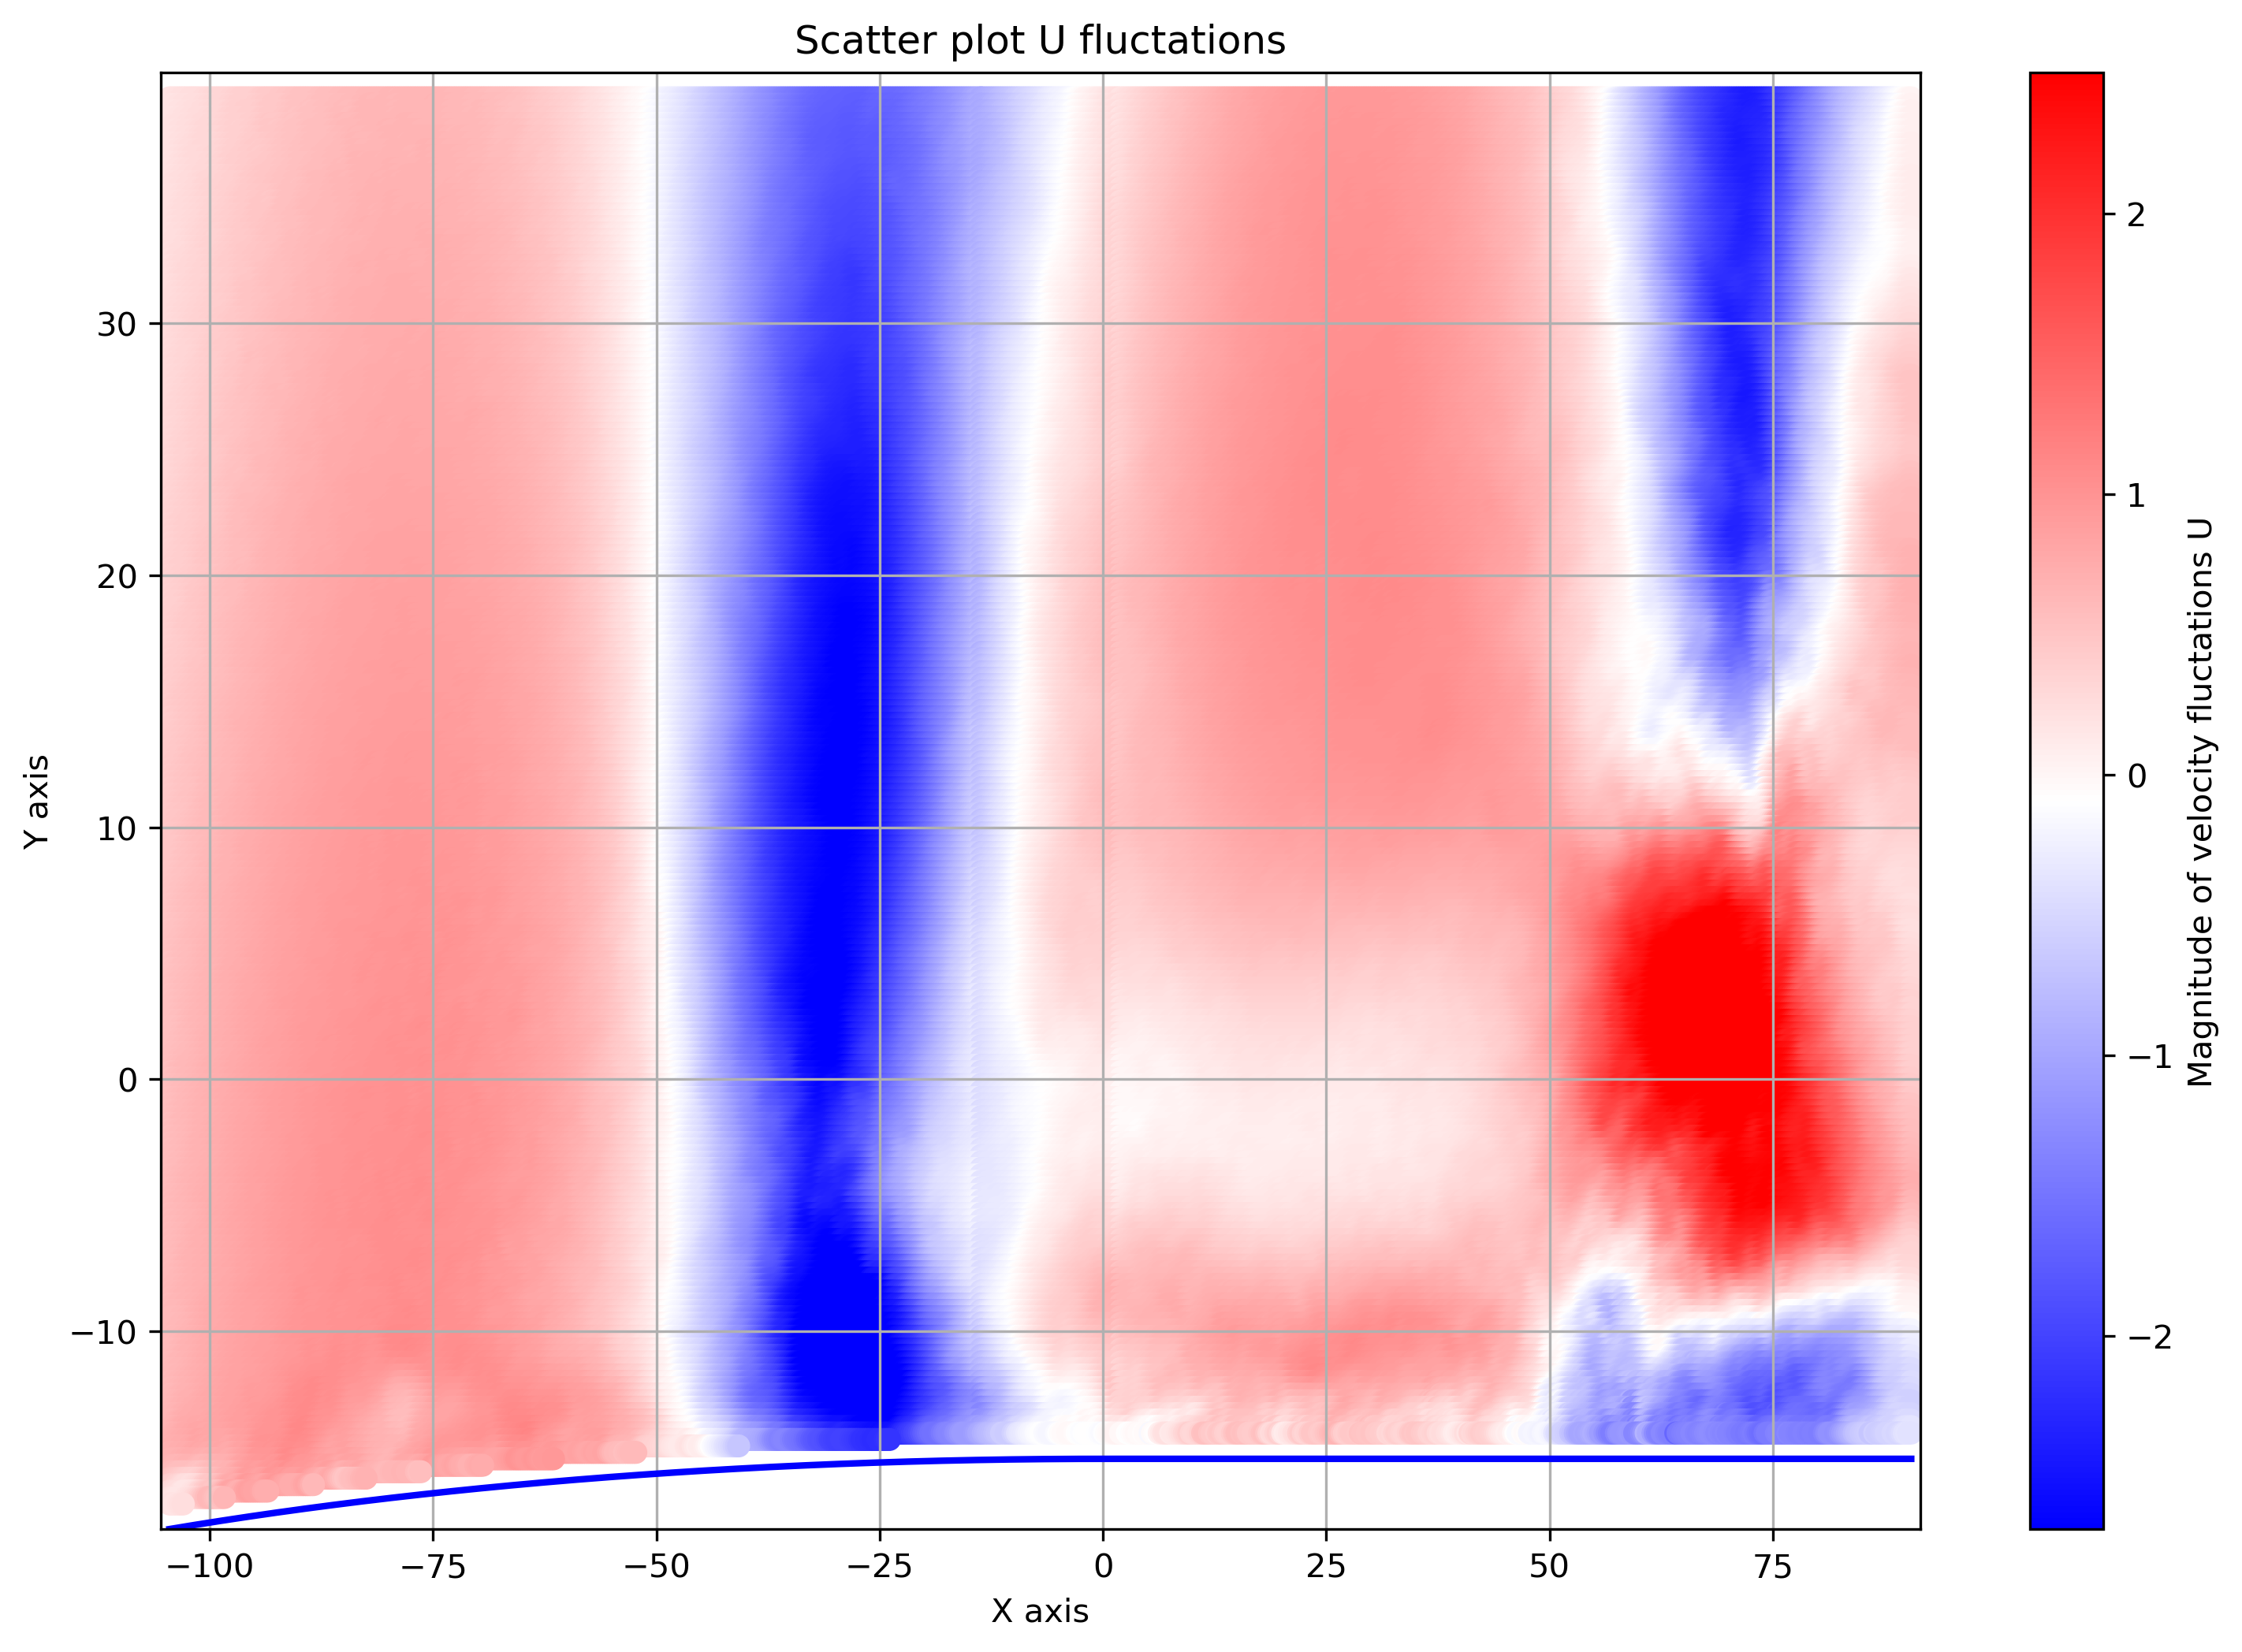 Scatter plot U fluctations
30
20
10
0
−10
Y axis
−100 −75 −50 −25 0 25 50 75
X axis
2
1
0
−1
−2
Magnitude of velocity fluctations U